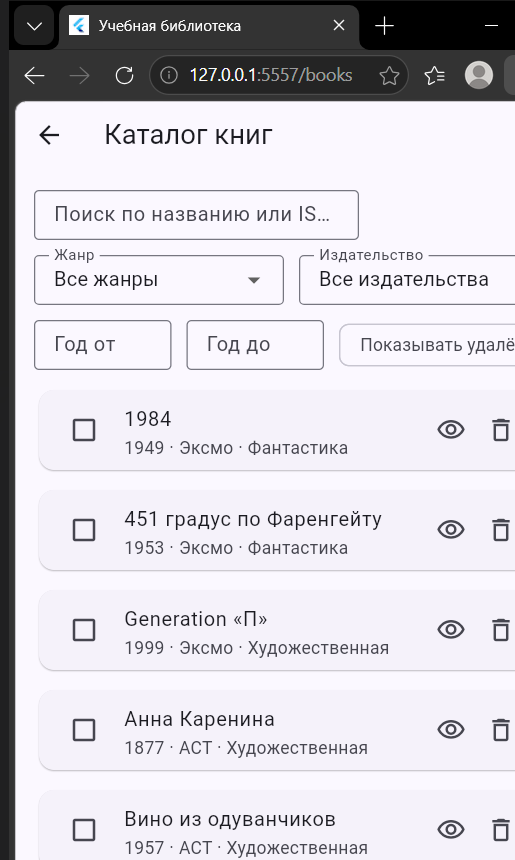 Учебная библиотека
127.0.0.1:5557/books
Каталог книг
Поиск по названию или IS...
Жанр
Издательство
Все жанры
Все издательства
Год от
Год до
Показывать удалё
1984
1949 · Эксмо · Фантастика
451 градус по Фаренгейту
1953 · Эксмо · Фантастика
Generation «П»
1999 · Эксмо · Художественная
Анна Каренина
1877 · АСТ · Художественная
Вино из одуванчиков
1957 · АСТ · Художественная